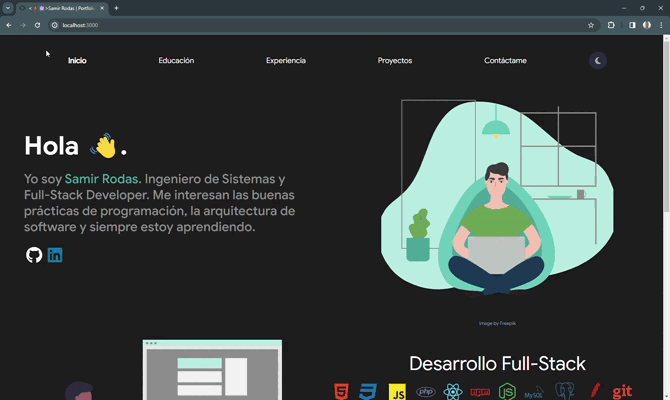 Samir Rodas | Portfoli
localhost:3000
Inicio
Educación
Experiencia
Proyectos
Contáctame
Hola 👋.
Yo soy Samir Rodas. Ingeniero de Sistemas y
Full-Stack Developer. Me interesan las buenas
prácticas de programación, la arquitectura de
software y siempre estoy aprendiendo.
in
Image by Freepik
Desarrollo Full-Stack
JS
php
npm
JS
MySQL
git